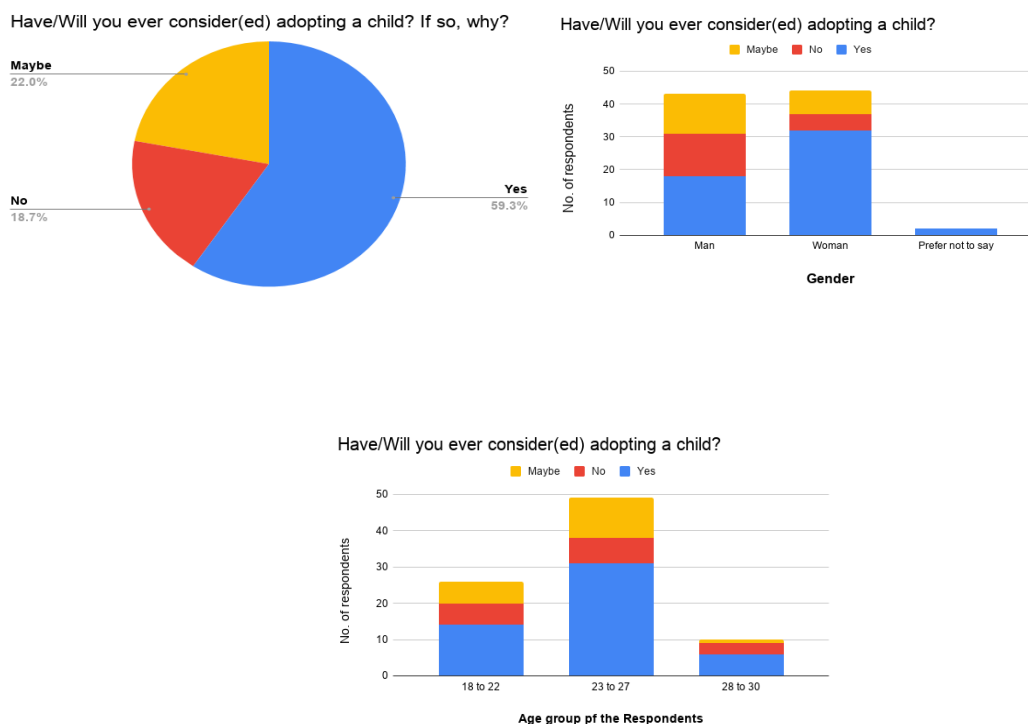 Have/Will you ever consider(ed) adopting a child? If so, why?
Maybe
22.0%
No
18.7%
Yes
59.3%
Have/Will you ever consider(ed) adopting a child?
Maybe No Yes
No. of respondents
50
40
30
20
10
0
Man Woman Prefer not to say
Gender
Have/Will you ever consider(ed) adopting a child?
Maybe No Yes
No. of respondents
50
40
30
20
10
0
18 to 22 23 to 27 28 to 30
Age group pf the Respondents